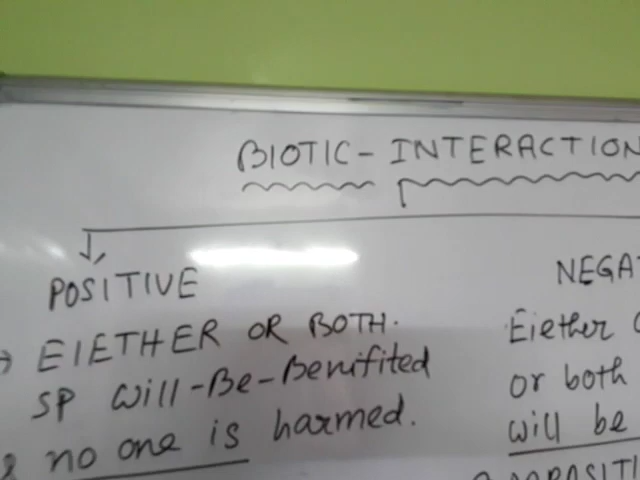 BIOTIC - INTERACTION
POSITIVE
EIETHER OR BOTH.
SP will-Be-Benifited
& no one is harmed.
NEGAT
Eiether
or both
will be